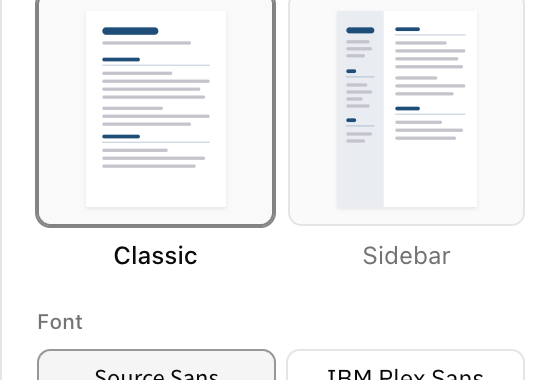 Classic
Sidebar
Font
Source Sans
IBM Plex Sans